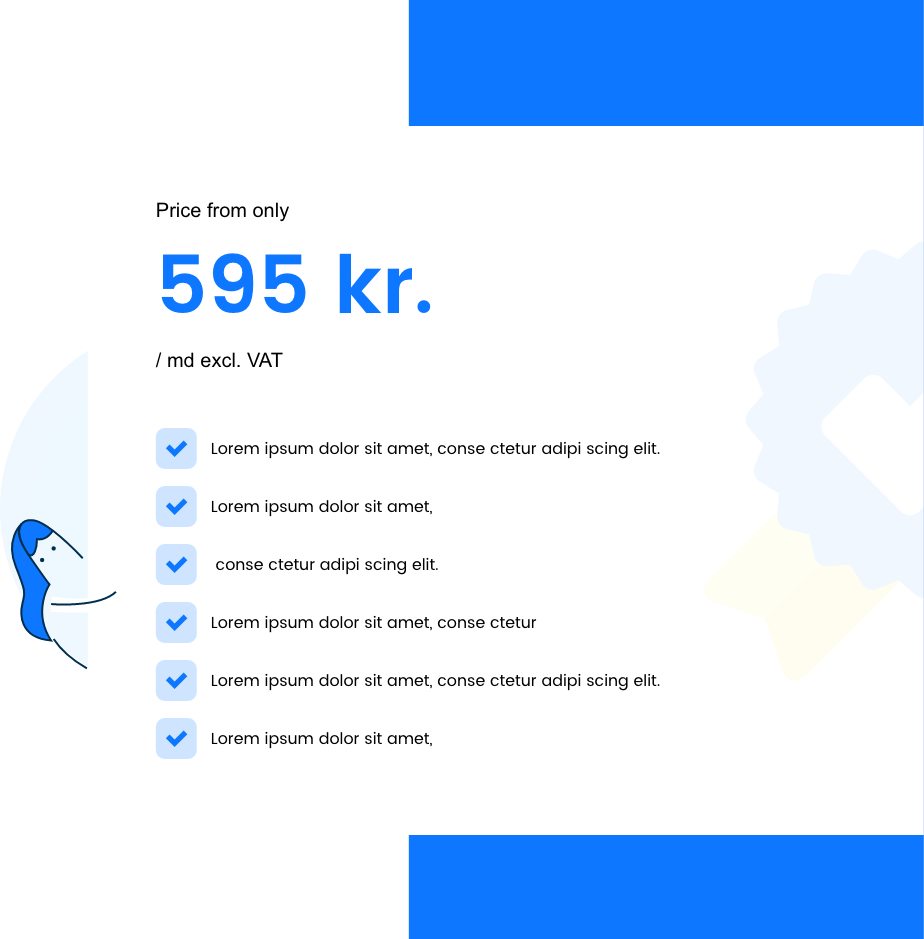 Price from only
595 kr.
/ md excl. VAT
Lorem ipsum dolor sit amet, conse ctetur adipi scing elit.
Lorem ipsum dolor sit amet,
conse ctetur adipi scing elit.
Lorem ipsum dolor sit amet, conse ctetur
Lorem ipsum dolor sit amet, conse ctetur adipi scing elit.
Lorem ipsum dolor sit amet,